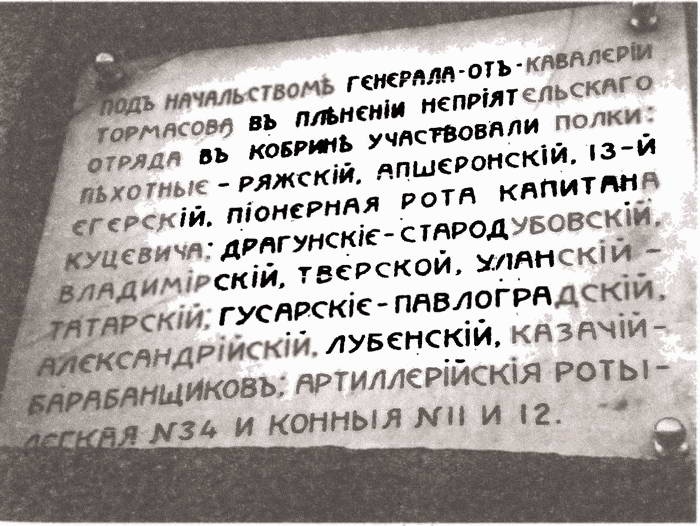 ПОДЪ НАЧАЛЬСТВОМЪ ГЕНЕРАЛА-ОТЪ-КАВАЛЕРІИ
ТОРМАСОВА ВЪ ПЛѢНЕНІИ НЕПРІЯТЕЛЬСКАГО
ОТРЯДА ВЪ КОБРИНѢ УЧАСТВОВАЛИ ПОЛКИ:
ПѢХОТНЫЕ – РЯЖСКІЙ, АПШЕРОНСКІЙ, 13-Й
ЕГЕРСКІЙ, ПІОНЕРНАЯ РОТА КАПИТАНА
КУЦЕВИЧА; ДРАГУНСКІЕ – СТАРОДУБОВСКІЙ,
ВЛАДИМІРСКІЙ, ТВЕРСКОЙ, УЛАНСКІЙ –
ТАТАРСКІЙ; ГУСАРСКІЕ – ПАВЛОГРАДСКІЙ,
АЛЕКСАНДРІЙСКІЙ, ЛУБЕНСКІЙ, КАЗАЧІЙ –
БАРАБАНЩИКОВЪ; АРТИЛЛЕРІЙСКІЯ РОТЫ –
ЛЕГКАЯ N34 И КОННЫЯ N11 И 12.